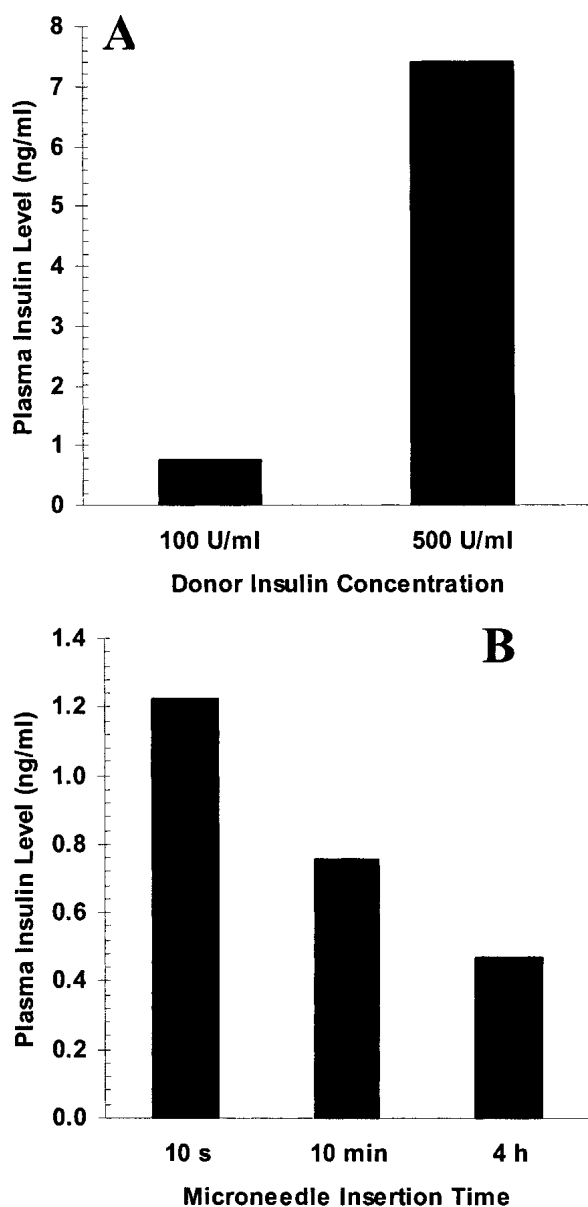 A
Plasma Insulin Level (ng/ml)
8
7
6
5
4
3
2
1
0
100 U/ml 500 U/ml
Donor Insulin Concentration
B
Plasma Insulin Level (ng/ml)
1.4
1.2
1.0
0.8
0.6
0.4
0.2
0.0
10 s 10 min 4 h
Microneedle Insertion Time